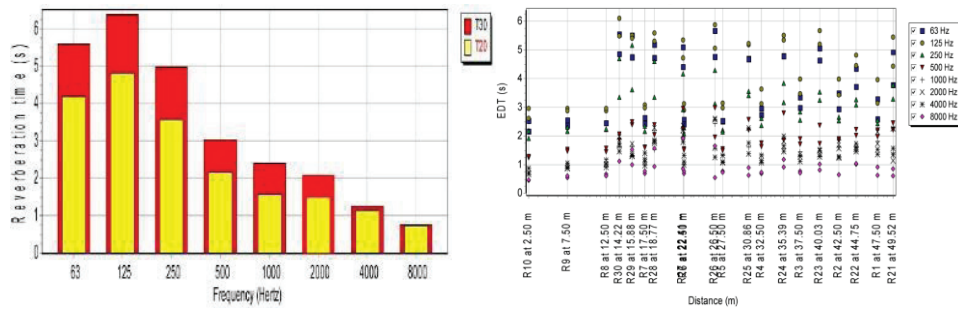 6
5
4
3
2
1
0
Reverberation time (s)
63 125 250 500 1000 2000 4000 8000
Frequency (Hertz)
T30
T20
6
5
4
3
2
1
0
EDT (s)
R10 at 2.50 m
R9 at 7.50 m
R8 at 12.50 m
R30 at 14.22 m
R29 at 15.88 m
R7 at 17.50 m
R28 at 18.77 m
R26 at 26.50 m
R5 at 27.50 m
R25 at 30.86 m
R4 at 32.50 m
R24 at 35.39 m
R3 at 37.50 m
R23 at 40.03 m
R2 at 42.50 m
R22 at 44.75 m
R1 at 47.50 m
R21 at 49.52 m
Distance (m)
63 Hz
125 Hz
250 Hz
500 Hz
1000 Hz
2000 Hz
4000 Hz
8000 Hz